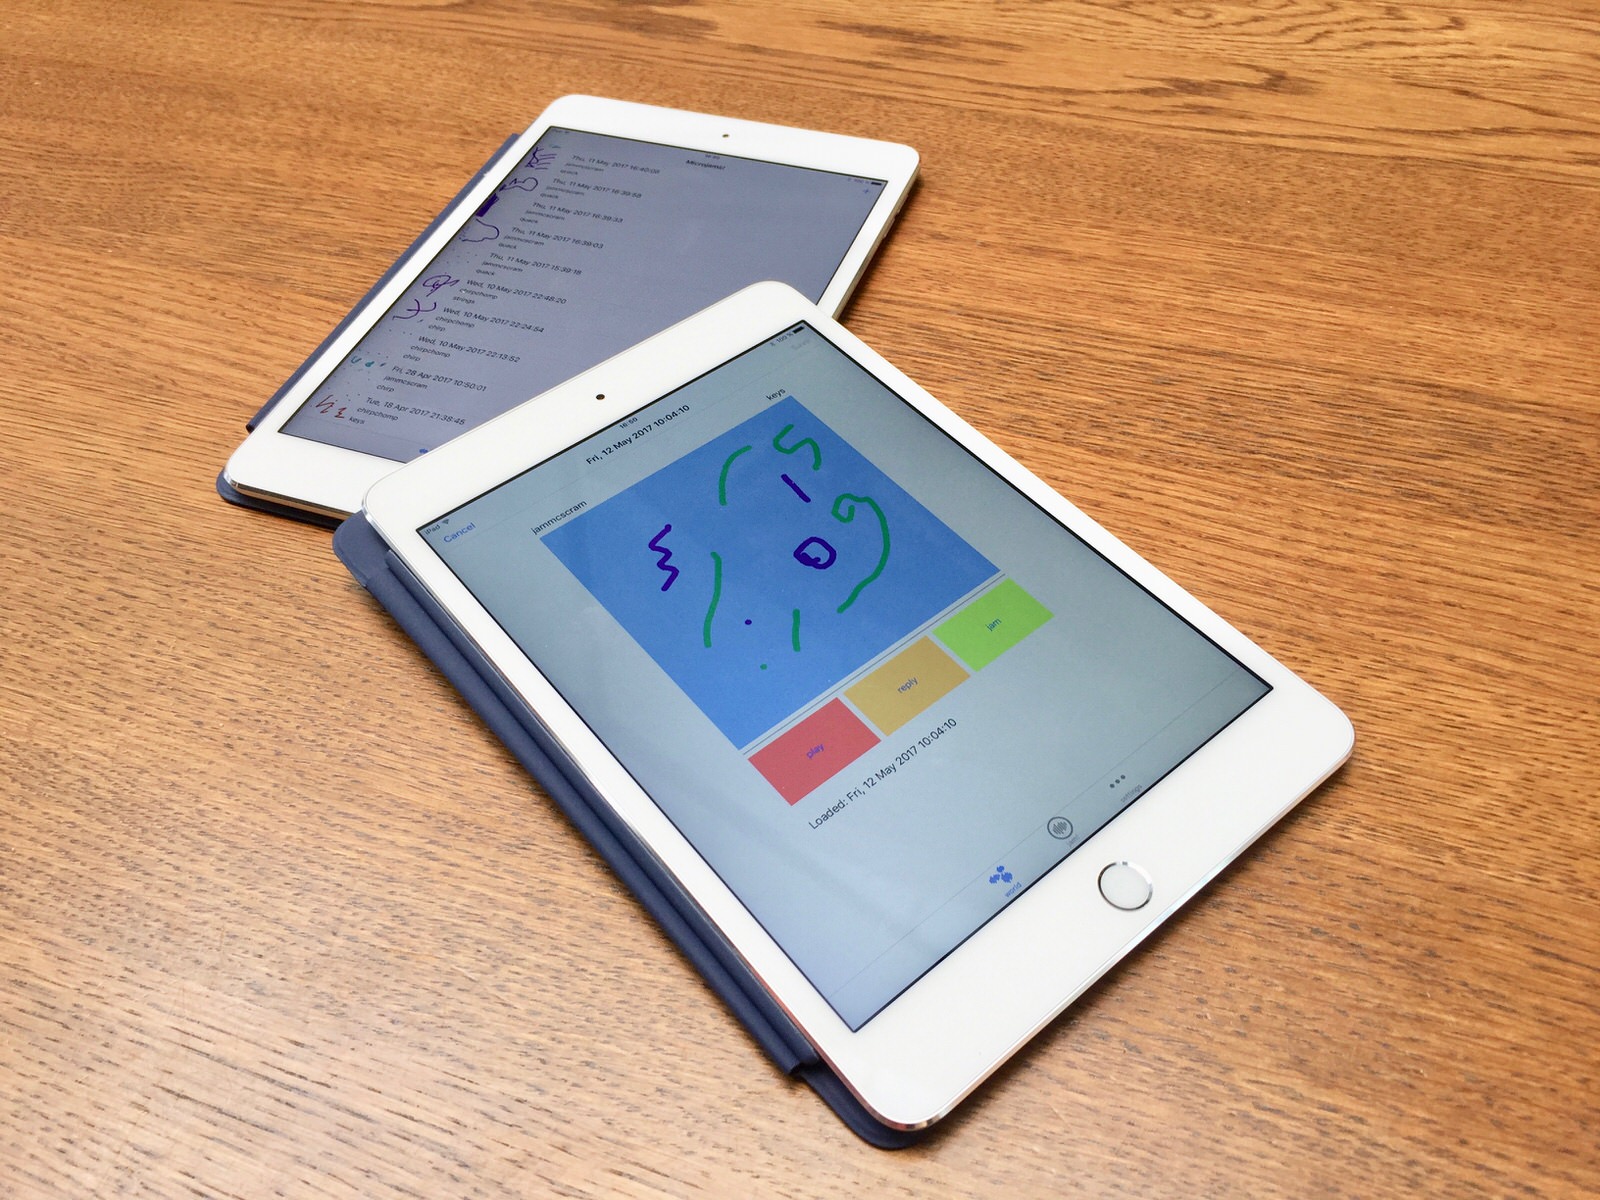 16:50
Microjams!
Thu, 11 May 2017 16:40:08
jammcscram
quack
Thu, 11 May 2017 16:39:58
jammcscram
quack
Thu, 11 May 2017 16:39:33
jammcscram
quack
Thu, 11 May 2017 16:39:03
jammcscram
quack
Thu, 11 May 2017 15:39:18
jammcscram
quack
Wed, 10 May 2017 22:48:20
chirpchomp
strings
Wed, 10 May 2017 22:24:54
chirpchomp
chirp
Wed, 10 May 2017 22:13:52
chirpchomp
chirp
Fri, 28 Apr 2017 10:50:01
jammcscram
chirp
Tue, 18 Apr 2017 21:38:45
chirpchomp
keys
iPad
16:50
100 %
Cancel
Fri, 12 May 2017 10:04:10
Save
jammcscram
keys
play
reply
jam
Loaded: Fri, 12 May 2017 10:04:10
world
jam!
settings